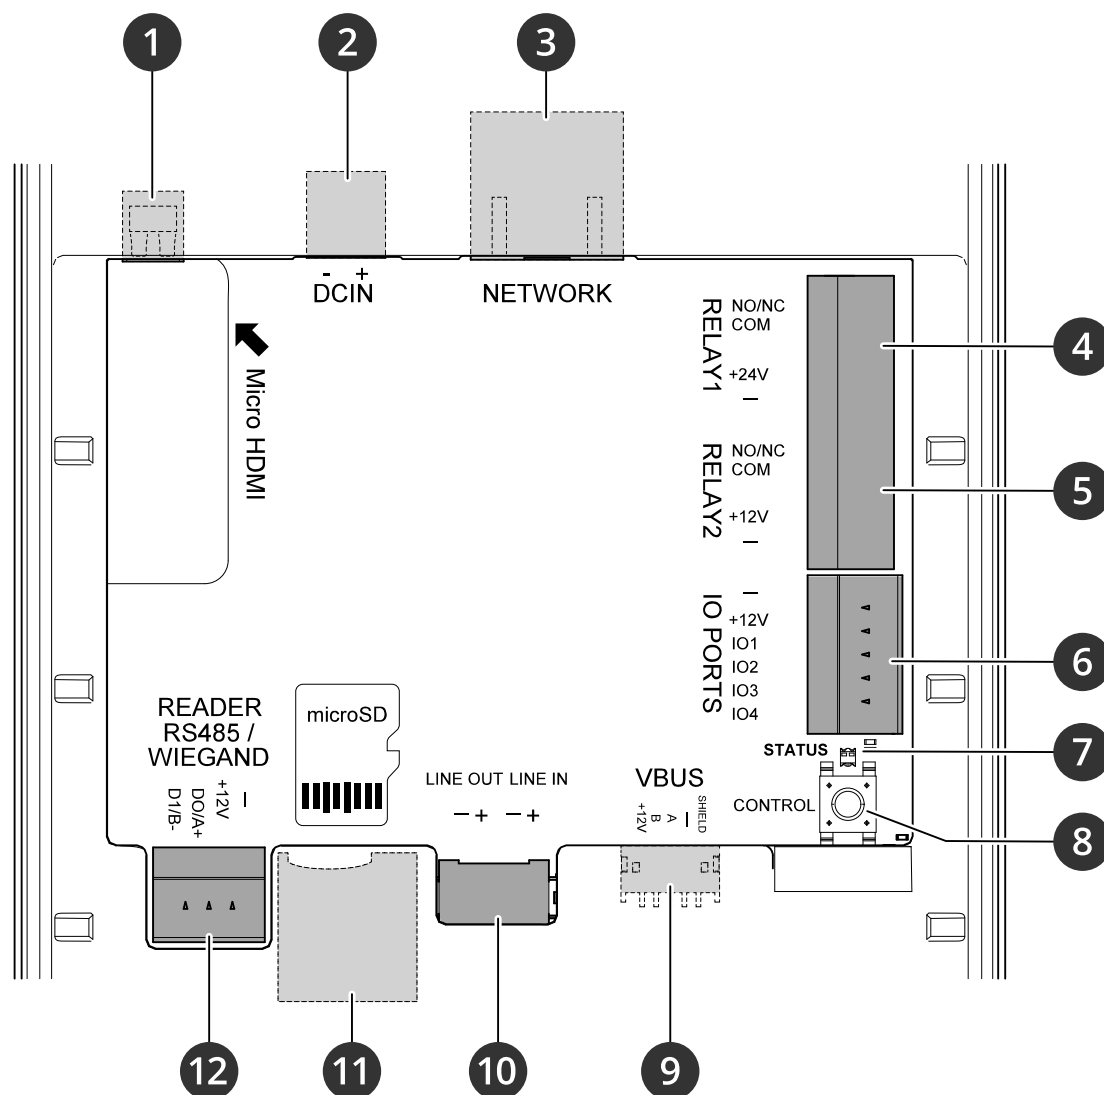 1
2
3
- +
DCIN
NETWORK
Micro HDMI
RELAY1
NO/NC
COM
+24V
—
4
RELAY2
NO/NC
COM
+12V
—
5
IO PORTS
—
+12V
IO1
IO2
IO3
IO4
6
STATUS
7
CONTROL
8
READER
RS485 /
WIEGAND
D1/B-
DO/A+
+12V
—
microSD
LINE OUT LINE IN
— + — +
VBUS
+12V
B
A
—
SHIELD
12
11
10
9